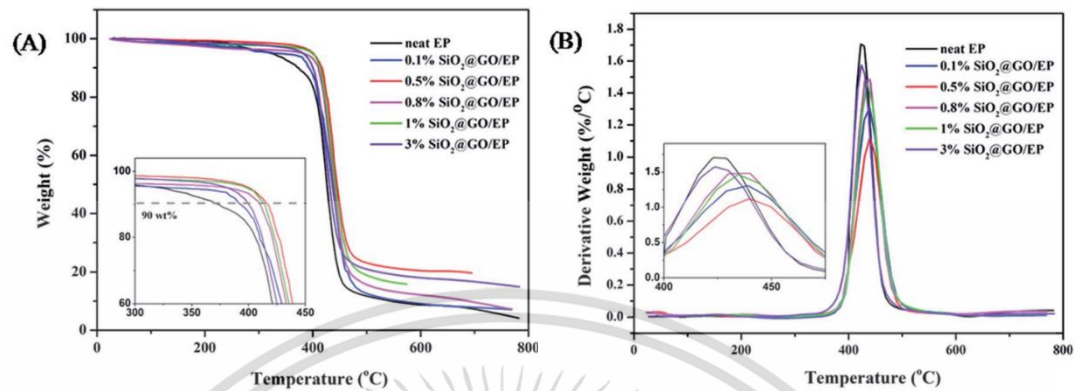 (A)
100
80
60
40
20
0
Weight (%)
0
200
400
600
800
Temperature (°C)
neat EP
0.1% SiO₂@GO/EP
0.5% SiO₂@GO/EP
0.8% SiO₂@GO/EP
1% SiO₂@GO/EP
3% SiO₂@GO/EP
100
90 wt%
80
60
300
350
400
450
(B)
1.8
1.6
1.4
1.2
1.0
0.8
0.6
0.4
0.2
0.0
Derivative Weight (%/°C)
0
200
400
600
800
Temperature (°C)
neat EP
0.1% SiO₂@GO/EP
0.5% SiO₂@GO/EP
0.8% SiO₂@GO/EP
1% SiO₂@GO/EP
3% SiO₂@GO/EP
1.5
1.0
0.5
0.0
400
450